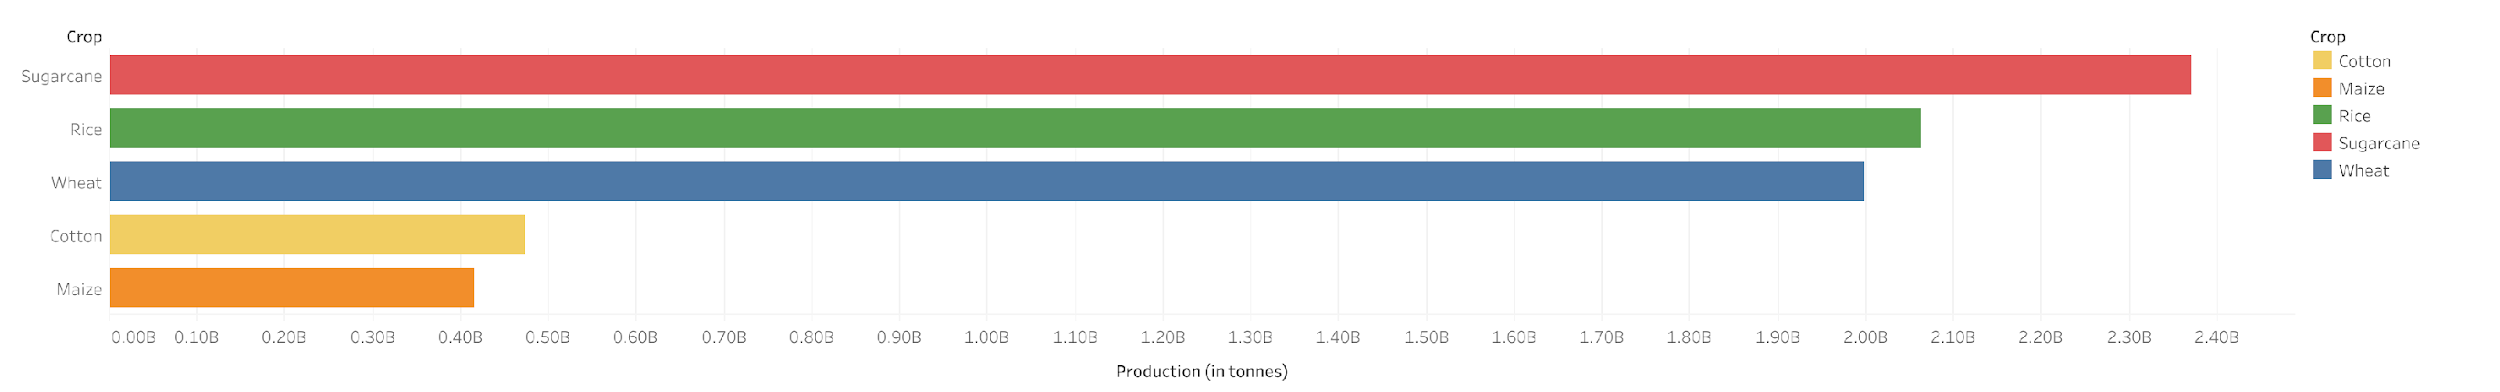 Crop
Sugarcane
Rice
Wheat
Cotton
Maize
0.00B 0.10B 0.20B 0.30B 0.40B 0.50B 0.60B 0.70B 0.80B 0.90B 1.00B 1.10B 1.20B 1.30B 1.40B 1.50B 1.60B 1.70B 1.80B 1.90B 2.00B 2.10B 2.20B 2.30B 2.40B
Production (in tonnes)
Crop
Cotton
Maize
Rice
Sugarcane
Wheat